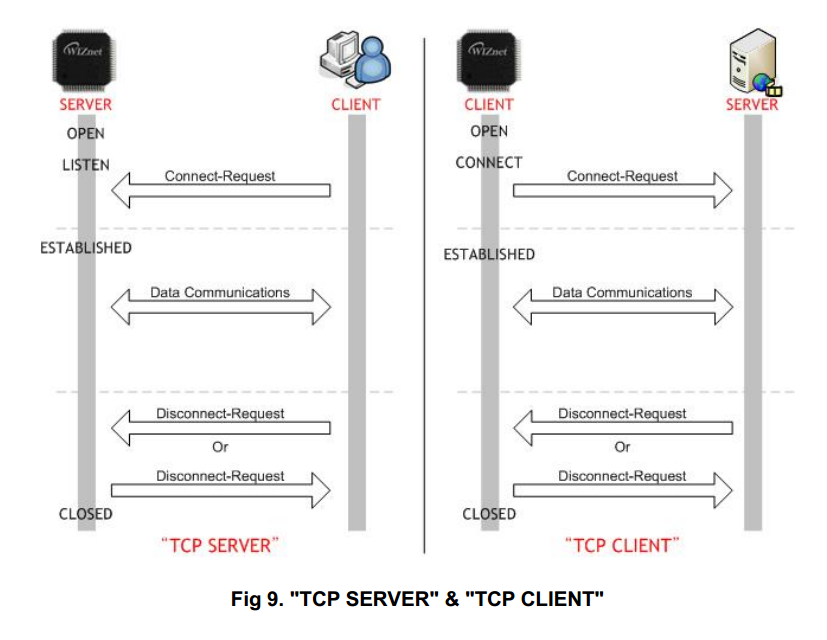 WIZnet
SERVER
CLIENT
OPEN
LISTEN
Connect-Request
ESTABLISHED
Data Communications
Disconnect-Request
Or
Disconnect-Request
CLOSED
“TCP SERVER”
WIZnet
CLIENT
SERVER
OPEN
CONNECT
Connect-Request
ESTABLISHED
Data Communications
Disconnect-Request
Or
Disconnect-Request
CLOSED
“TCP CLIENT”
Fig 9. "TCP SERVER" & "TCP CLIENT"